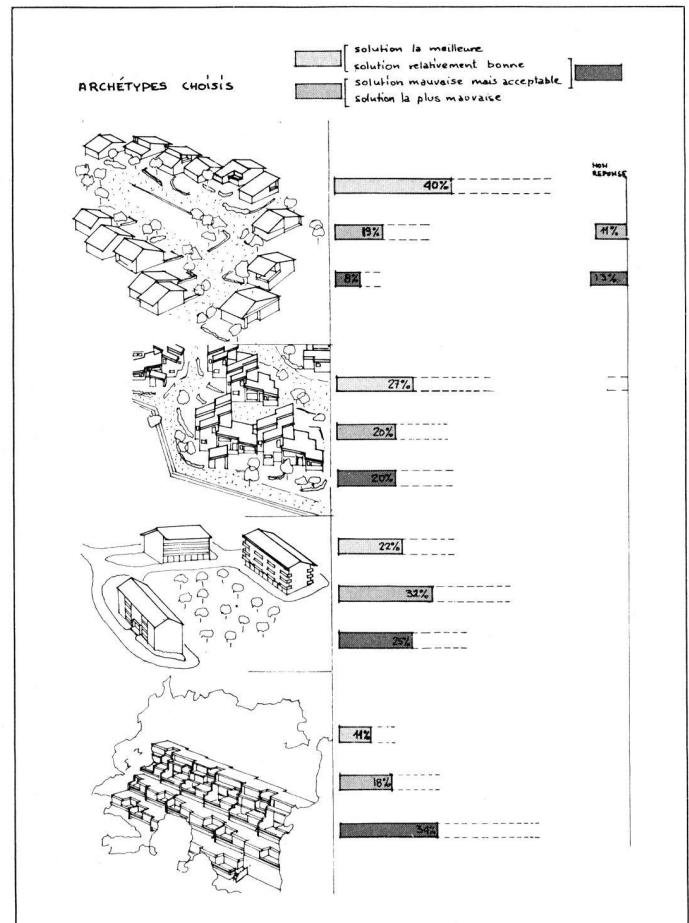 solution la meilleure
solution relativement bonne
ARCHÉTYPES CHOISIS
solution mauvaise mais acceptable
solution la plus mauvaise
NON
REPONSE
40%
19% 11%
8% 13%
27%
20%
20%
22%
32%
25%
11%
18%
34%